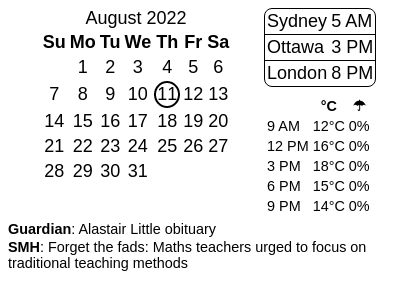 August 2022
Su Mo Tu We Th Fr Sa
1 2 3 4 5 6
7 8 9 10 11 12 13
14 15 16 17 18 19 20
21 22 23 24 25 26 27
28 29 30 31
Sydney 5 AM
Ottawa 3 PM
London 8 PM
°C ☂
9 AM 12°C 0%
12 PM 16°C 0%
3 PM 18°C 0%
6 PM 15°C 0%
9 PM 14°C 0%
Guardian: Alastair Little obituary
SMH: Forget the fads: Maths teachers urged to focus on
traditional teaching methods